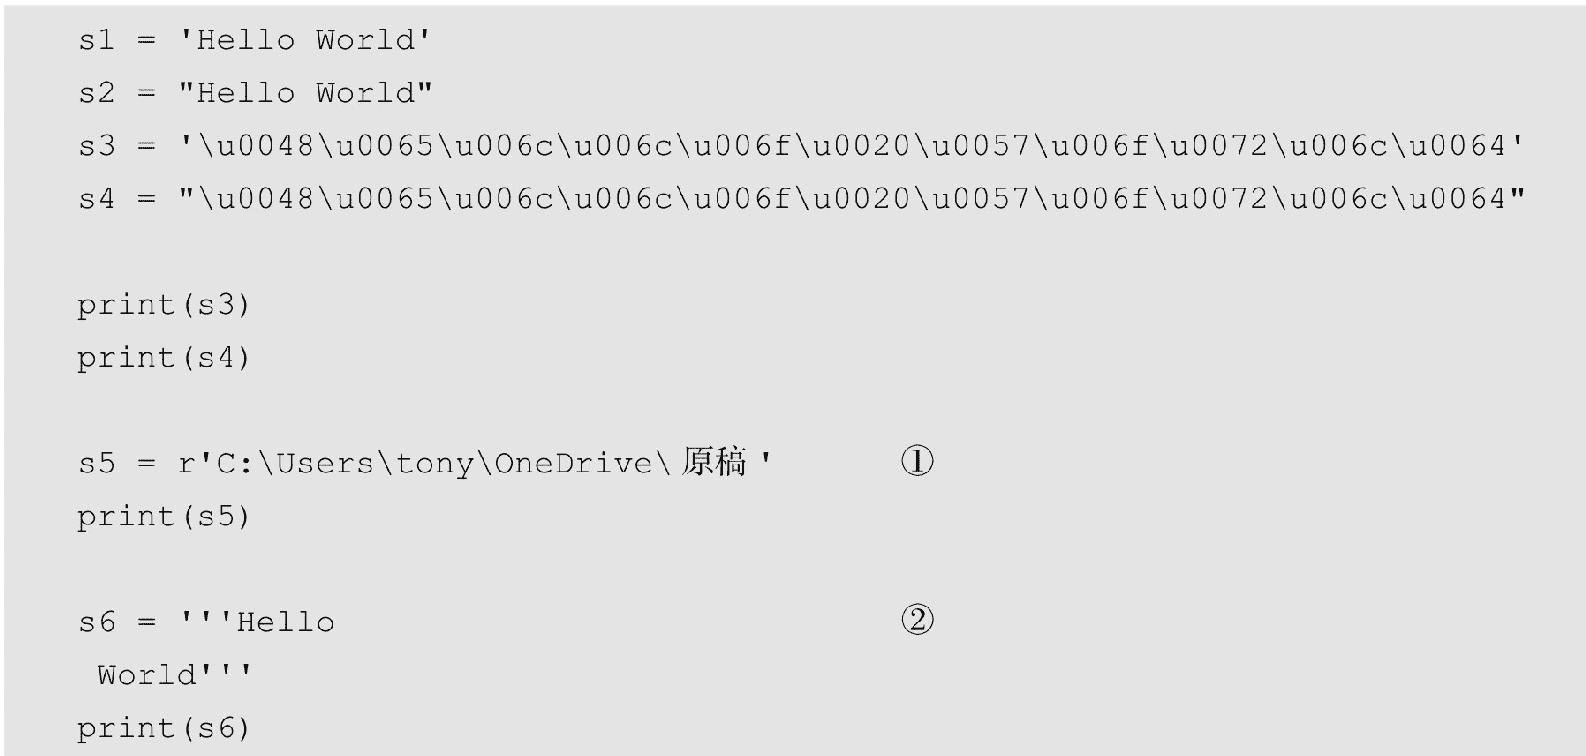 s1 = 'Hello World'
s2 = "Hello World"
s3 = '\u0048\u0065\u006c\u006c\u006f\u0020\u0057\u006f\u0072\u006c\u0064'
s4 = "\u0048\u0065\u006c\u006c\u006f\u0020\u0057\u006f\u0072\u006c\u0064"
print(s3)
print(s4)
s5 = r'C:\Users\tony\OneDrive\原稿' ①
print(s5)
s6 = '''Hello ②
 World'''
print(s6)